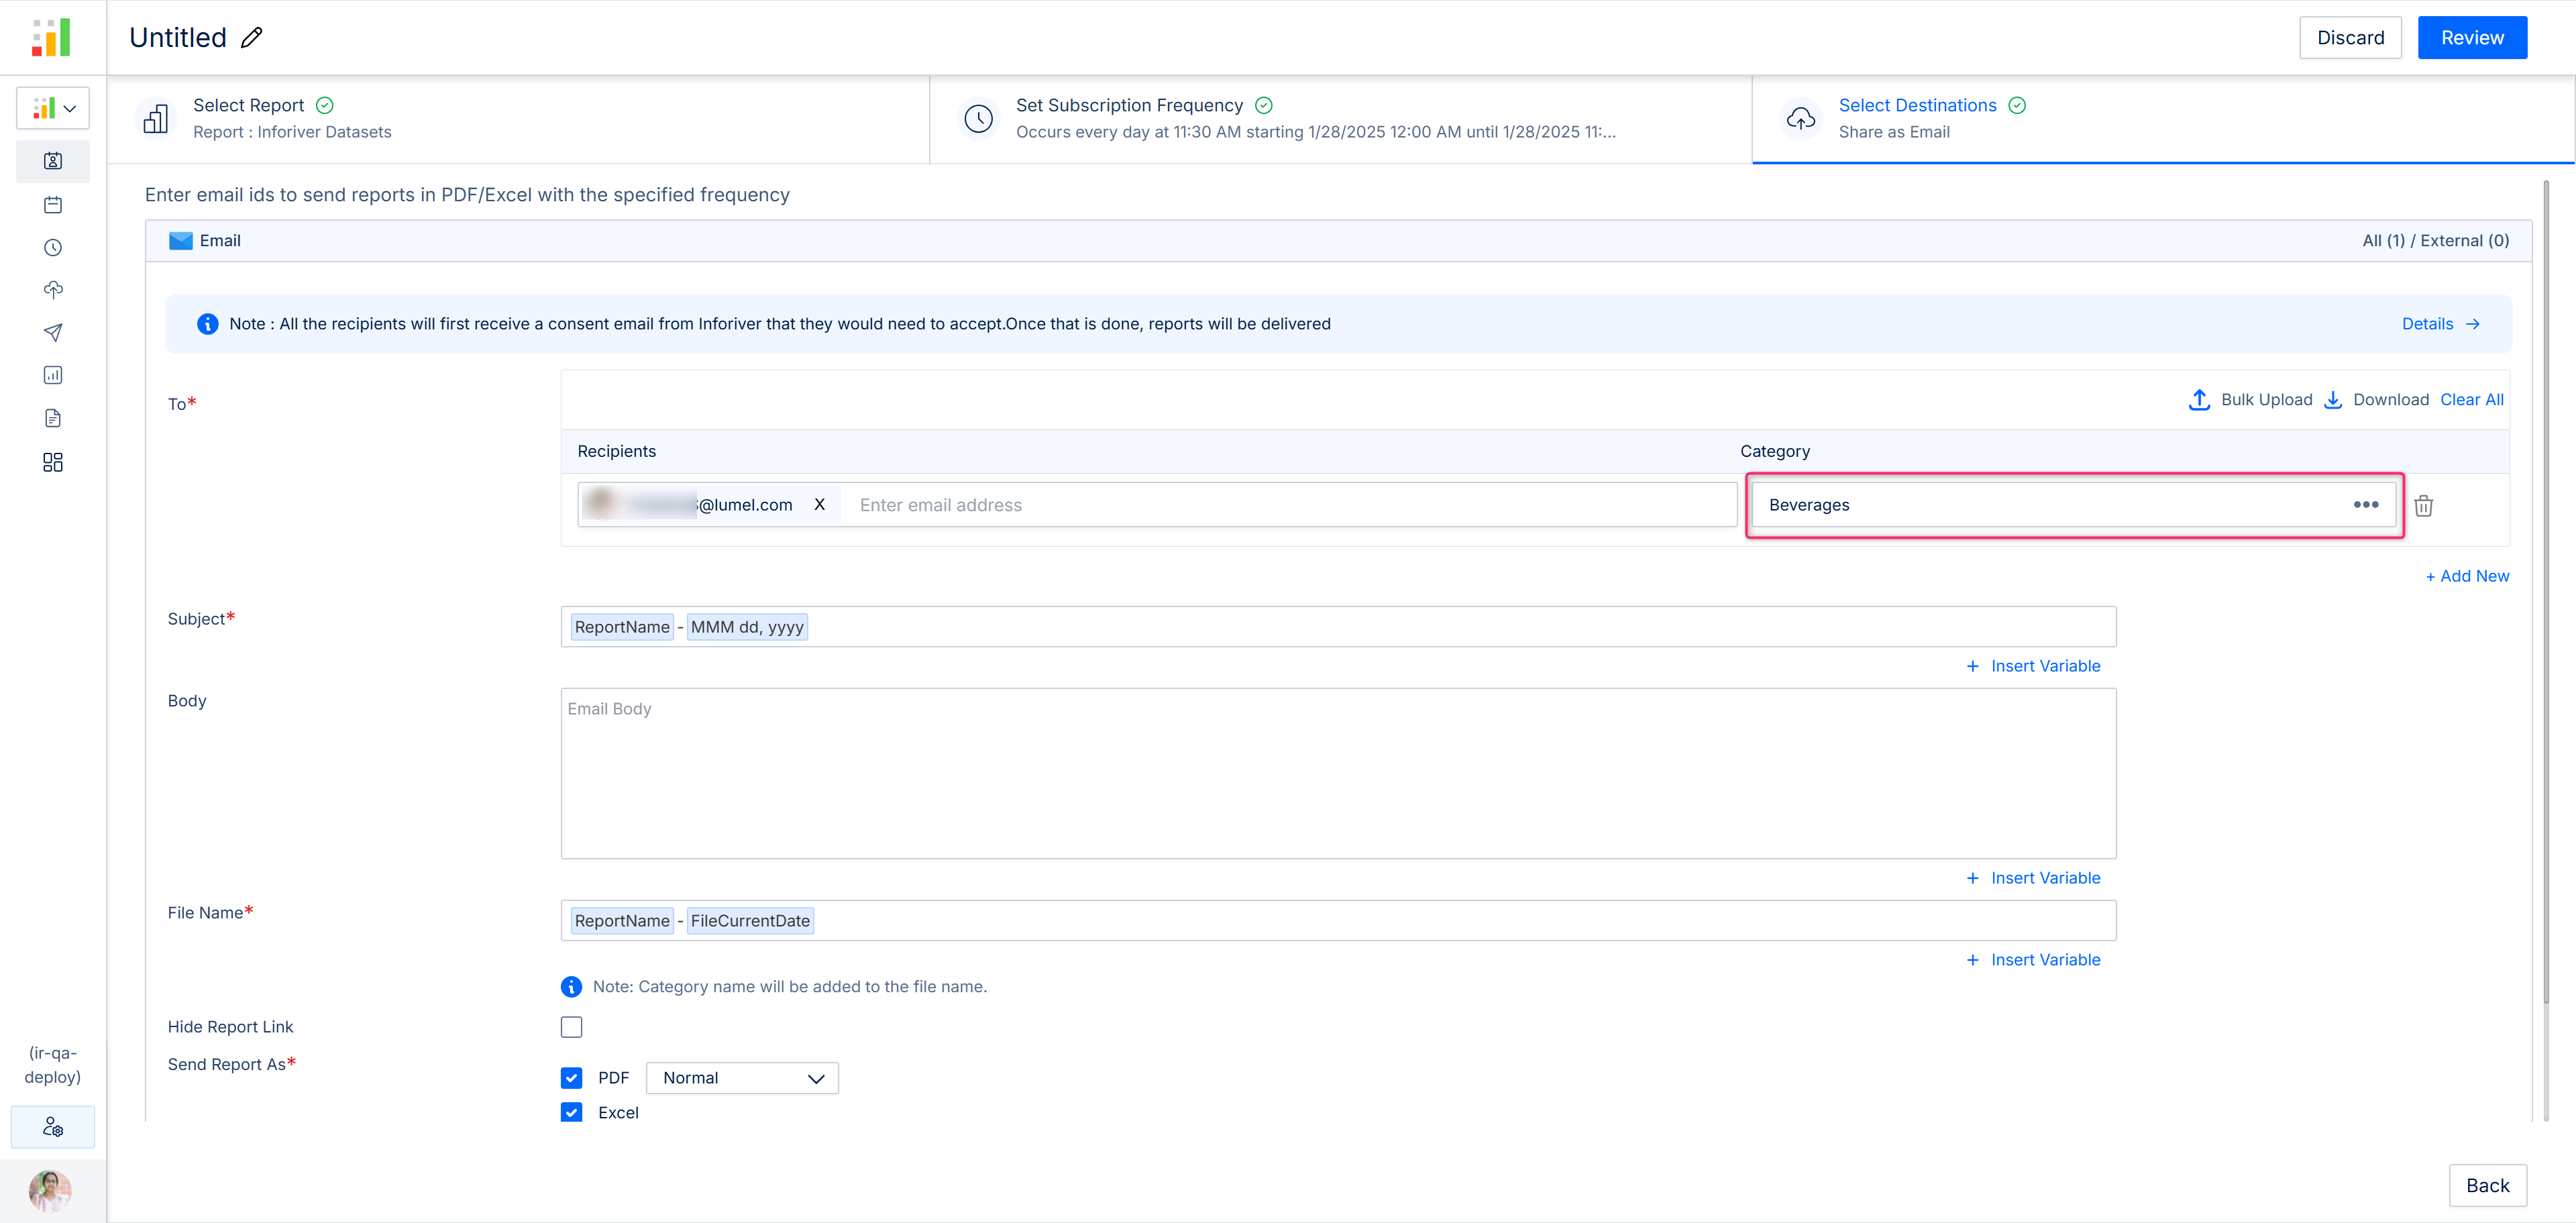 Untitled
Discard
Review
Select Report
Report : Inforiver Datasets
Set Subscription Frequency
Occurs every day at 11:30 AM starting 1/28/2025 12:00 AM until 1/28/2025 11:...
Select Destinations
Share as Email
Enter email ids to send reports in PDF/Excel with the specified frequency
Email
All (1) / External (0)
Note : All the recipients will first receive a consent email from Inforiver that they would need to accept.Once that is done, reports will be delivered
Details →
To*
Bulk Upload
Download
Clear All
Recipients
Category
@lumel.com X
Enter email address
Beverages
+ Add New
Subject*
ReportName - MMM dd, yyyy
+ Insert Variable
Body
Email Body
+ Insert Variable
File Name*
ReportName - FileCurrentDate
+ Insert Variable
Note: Category name will be added to the file name.
Hide Report Link
Send Report As*
PDF
Normal
Excel
(ir-qa-
deploy)
Back